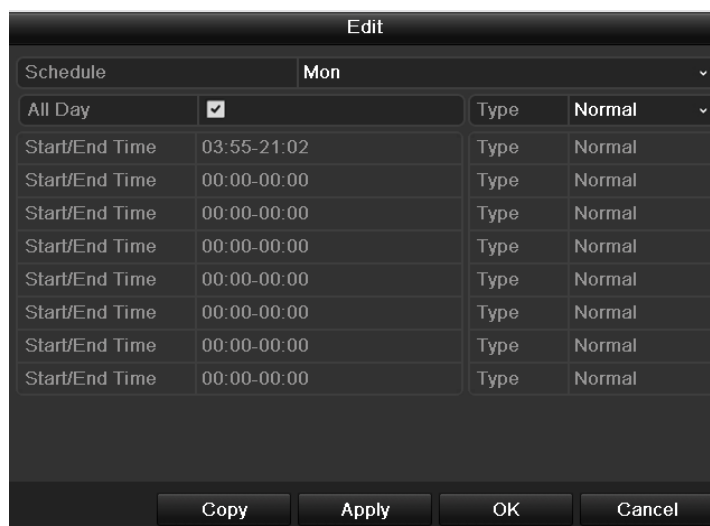 Edit
Schedule Mon
All Day Type Normal
Start/End Time 03:55-21:02 Type Normal
Start/End Time 00:00-00:00 Type Normal
Start/End Time 00:00-00:00 Type Normal
Start/End Time 00:00-00:00 Type Normal
Start/End Time 00:00-00:00 Type Normal
Start/End Time 00:00-00:00 Type Normal
Start/End Time 00:00-00:00 Type Normal
Start/End Time 00:00-00:00 Type Normal
Copy Apply OK Cancel